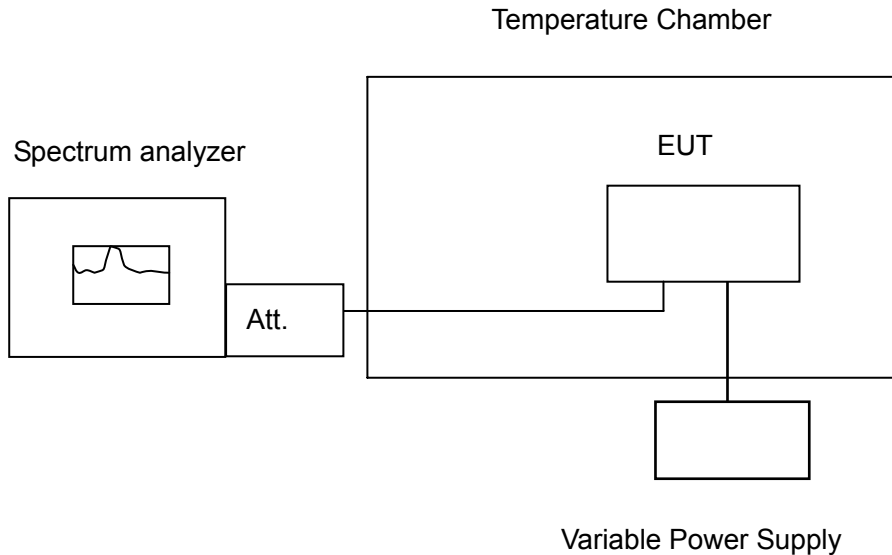 Temperature Chamber
Spectrum analyzer
EUT
Att.
Variable Power Supply